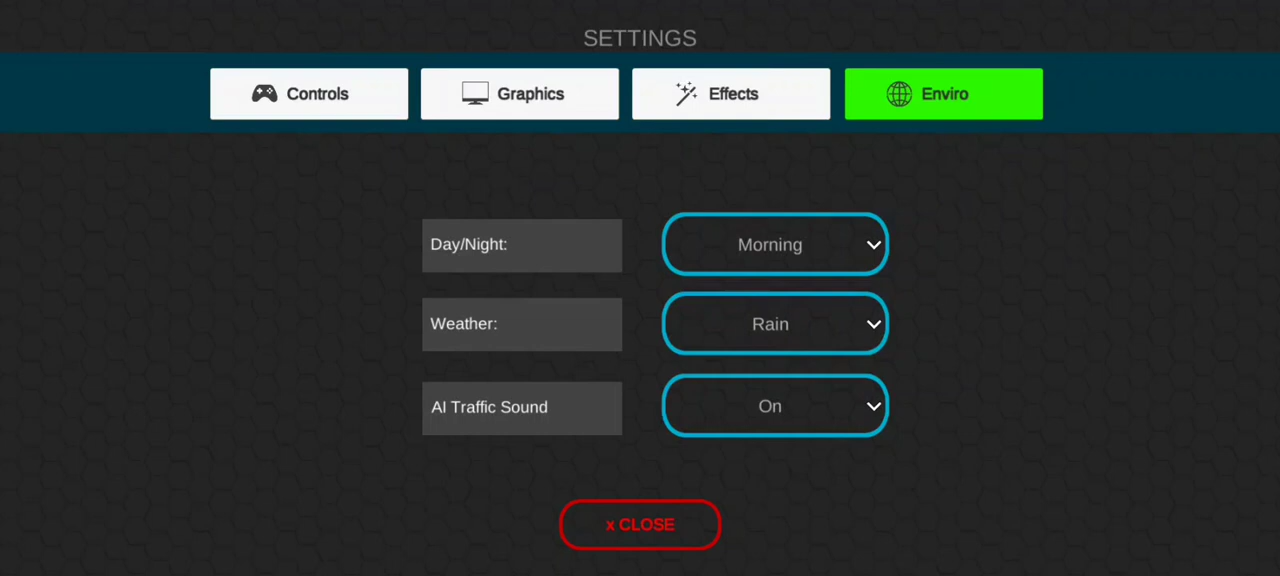 SETTINGS
Controls
Graphics
Effects
Enviro
Day/Night:
Morning
Weather:
Rain
AI Traffic Sound
On
x CLOSE